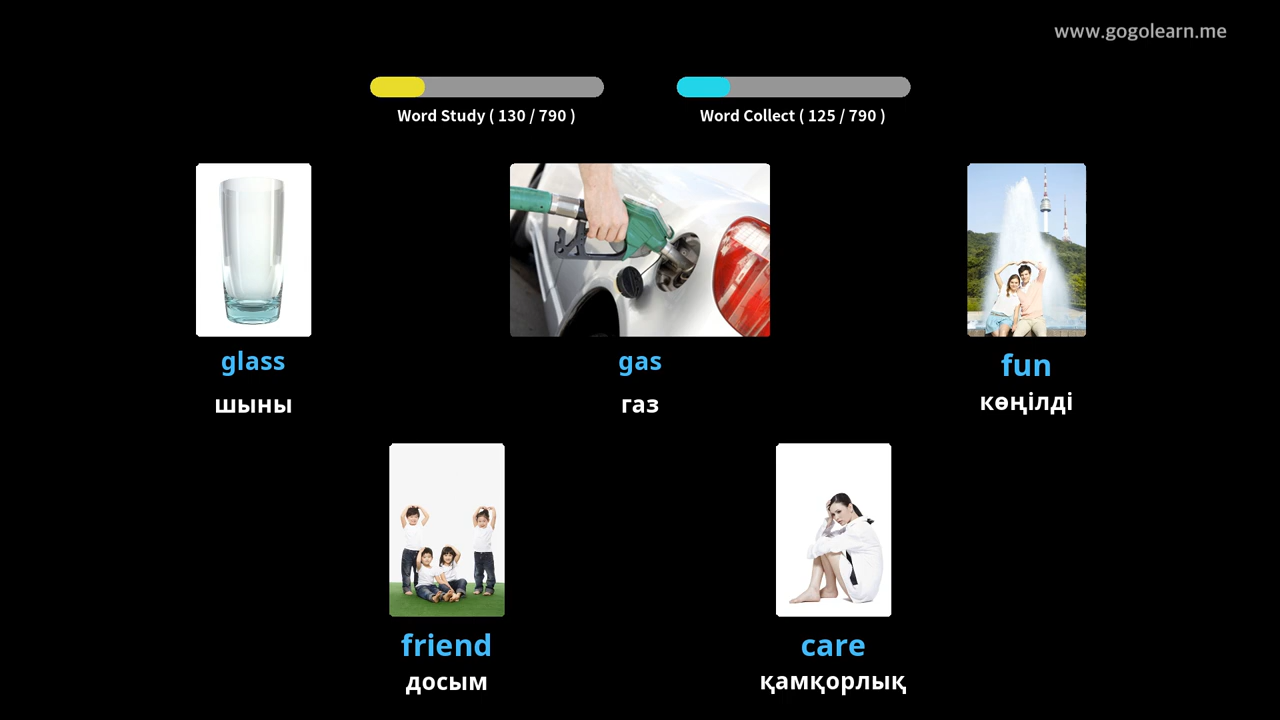 www.gogolearn.me
Word Study ( 130 / 790 )
Word Collect ( 125 / 790 )
glass
gas
fun
шыны
газ
көңілді
friend
care
досым
қамқорлық